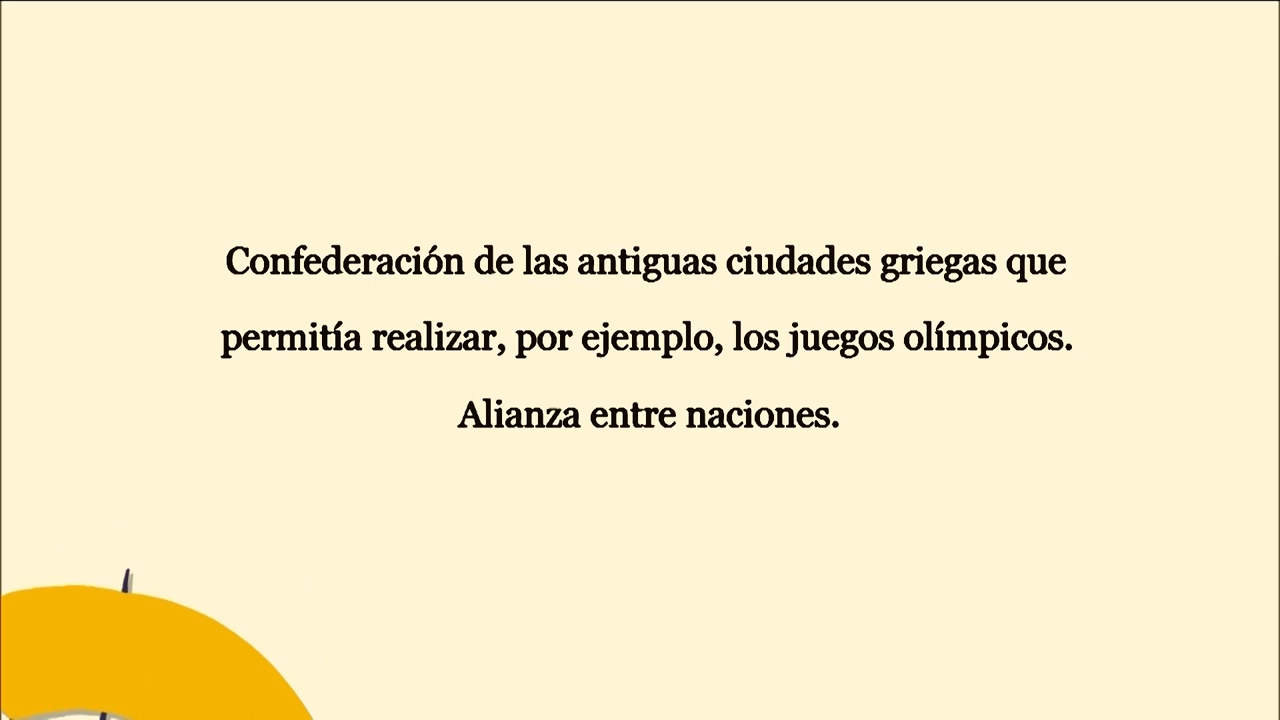 Confederación de las antiguas ciudades griegas que
permitía realizar, por ejemplo, los juegos olímpicos.
Alianza entre naciones.